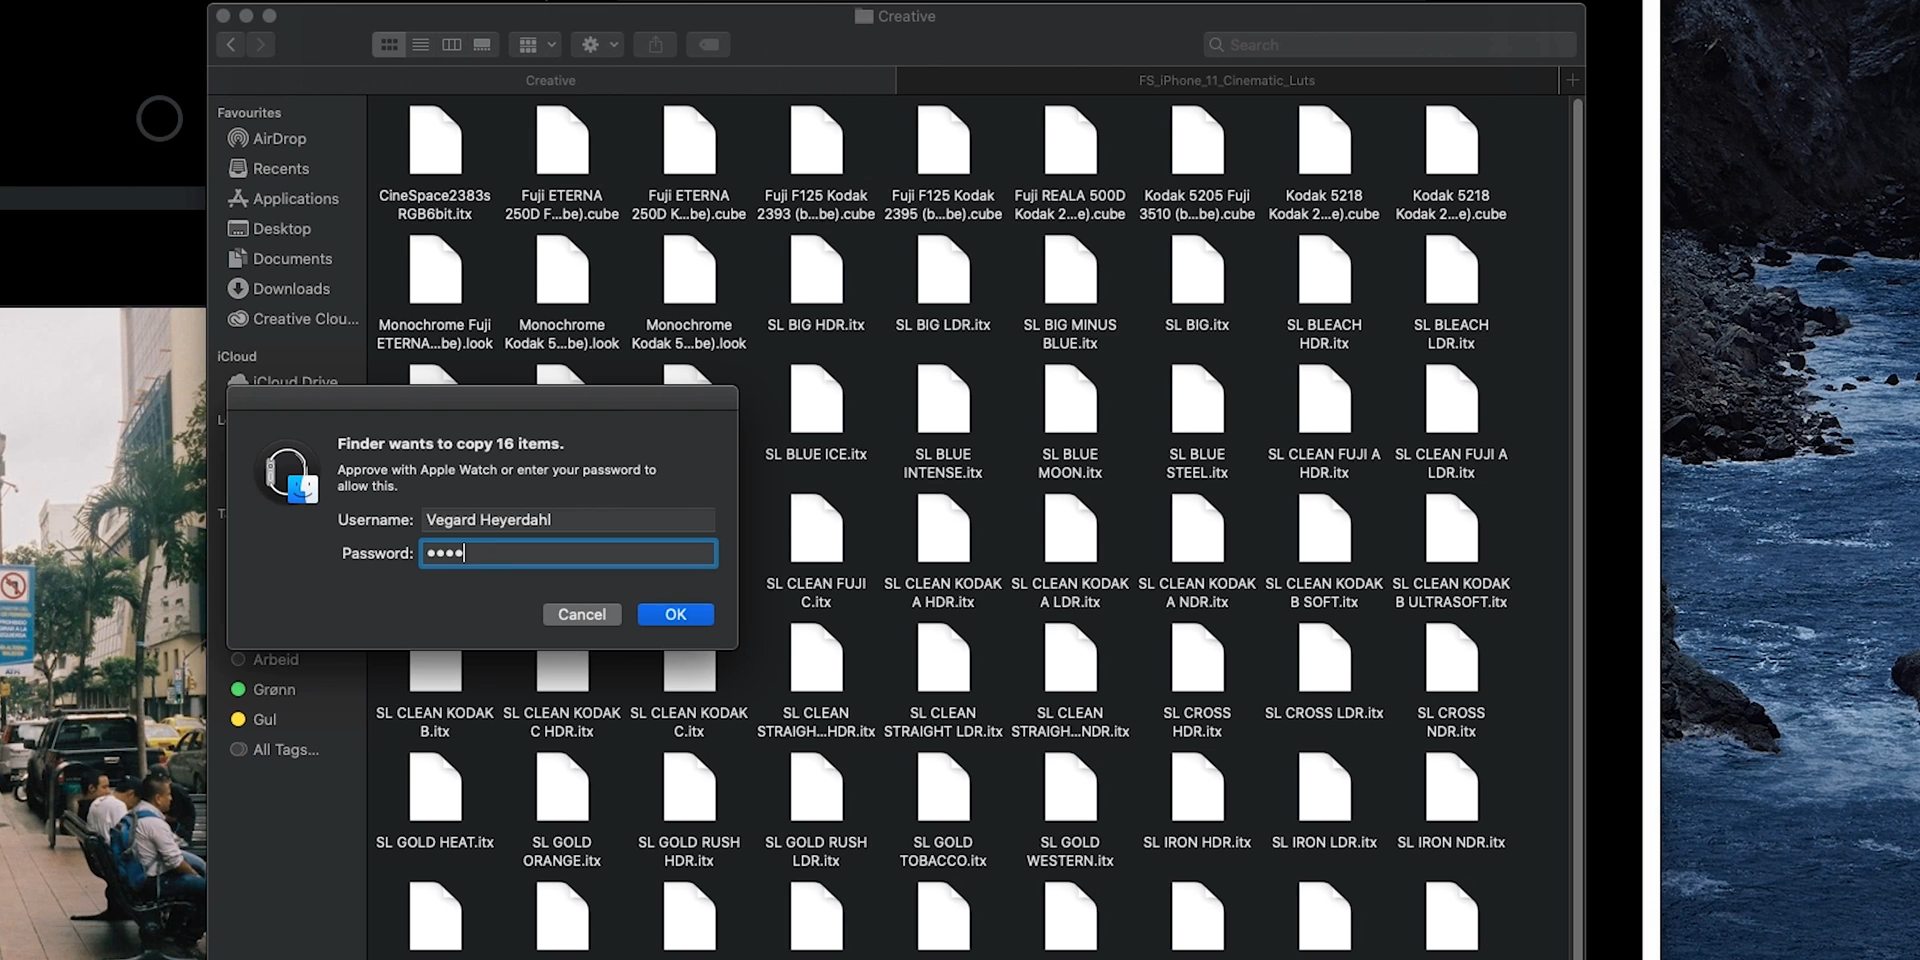 Creative
Search
Creative
FS_iPhone_11_Cinematic_Luts
Favourites
AirDrop
Recents
Applications
Desktop
Documents
Downloads
Creative Clou...
iCloud
iCloud Drive
Arbeid
Grønn
Gul
All Tags...
CineSpace2383s
RGB6bit.itx
Fuji ETERNA
250D F...be).cube
Fuji ETERNA
250D K...be).cube
Fuji F125 Kodak
2393 (b...be).cube
Fuji F125 Kodak
2395 (b...be).cube
Fuji REALA 500D
Kodak 2...e).cube
Kodak 5205 Fuji
3510 (b...be).cube
Kodak 5218
Kodak 2...e).cube
Kodak 5218
Kodak 2...e).cube
Monochrome Fuji
ETERNA...be).look
Monochrome
Kodak 5...be).look
Monochrome
Kodak 5...be).look
SL BIG HDR.itx
SL BIG LDR.itx
SL BIG MINUS
BLUE.itx
SL BIG.itx
SL BLEACH
HDR.itx
SL BLEACH
LDR.itx
Finder wants to copy 16 items.
Approve with Apple Watch or enter your password to
allow this.
Username: Vegard Heyerdahl
Password: ••••
Cancel
OK
SL BLUE ICE.itx
SL BLUE
INTENSE.itx
SL BLUE
MOON.itx
SL BLUE
STEEL.itx
SL CLEAN FUJI A
HDR.itx
SL CLEAN FUJI A
LDR.itx
SL CLEAN FUJI
C.itx
SL CLEAN KODAK
A HDR.itx
SL CLEAN KODAK
A LDR.itx
SL CLEAN KODAK
A NDR.itx
SL CLEAN KODAK
B SOFT.itx
SL CLEAN KODAK
B ULTRASOFT.itx
SL CLEAN KODAK
B.itx
SL CLEAN KODAK
C HDR.itx
SL CLEAN KODAK
C.itx
SL CLEAN
STRAIGH...HDR.itx
SL CLEAN
STRAIGHT LDR.itx
SL CLEAN
STRAIGH...NDR.itx
SL CROSS
HDR.itx
SL CROSS LDR.itx
SL CROSS
NDR.itx
SL GOLD HEAT.itx
SL GOLD
ORANGE.itx
SL GOLD RUSH
HDR.itx
SL GOLD RUSH
LDR.itx
SL GOLD
TOBACCO.itx
SL GOLD
WESTERN.itx
SL IRON HDR.itx
SL IRON LDR.itx
SL IRON NDR.itx